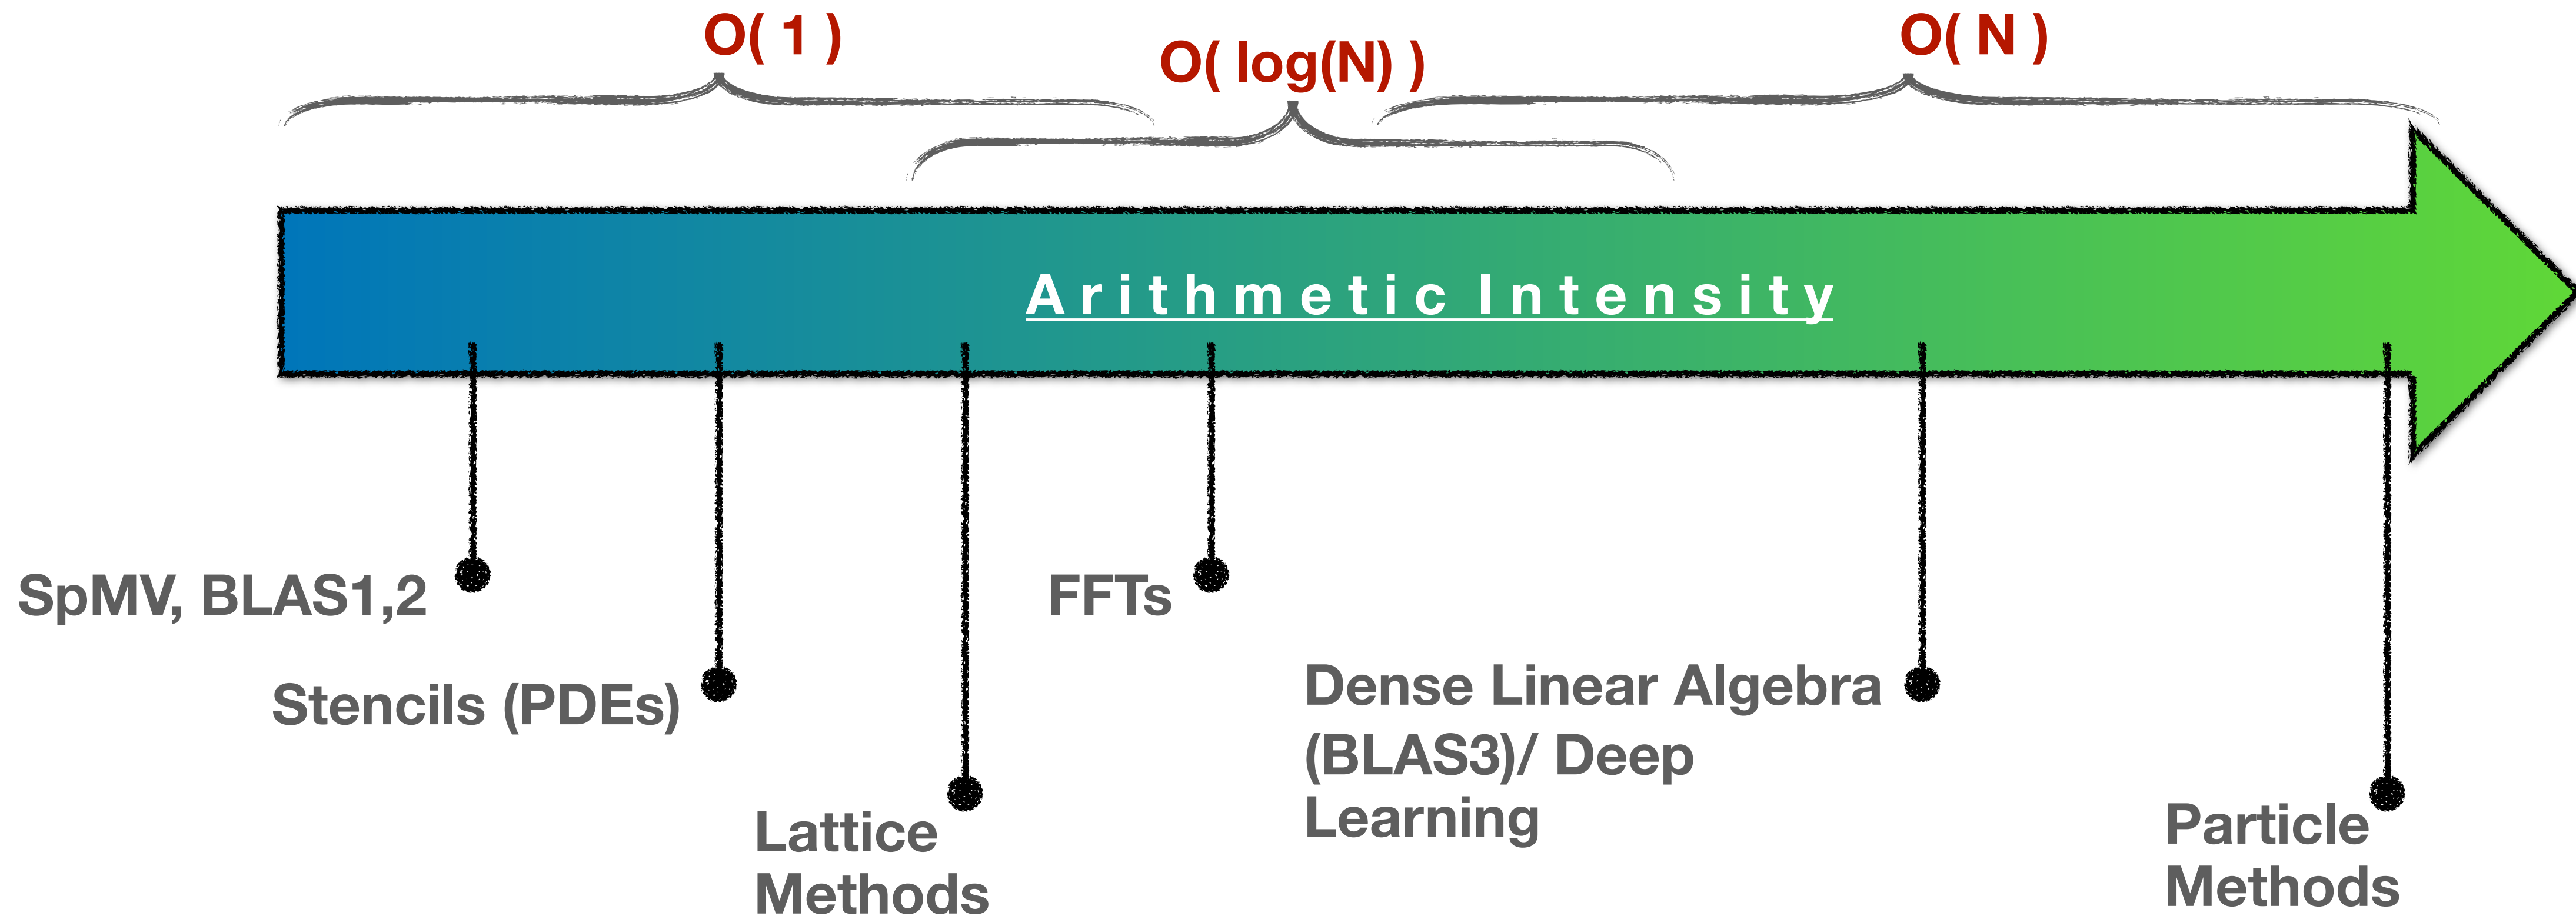 O( 1 )
O( log(N) )
O( N )
Arithmetic Intensity
SpMV, BLAS1,2
FFTs
Stencils (PDEs)
Dense Linear Algebra
(BLAS3)/ Deep
Learning
Lattice
Methods
Particle
Methods